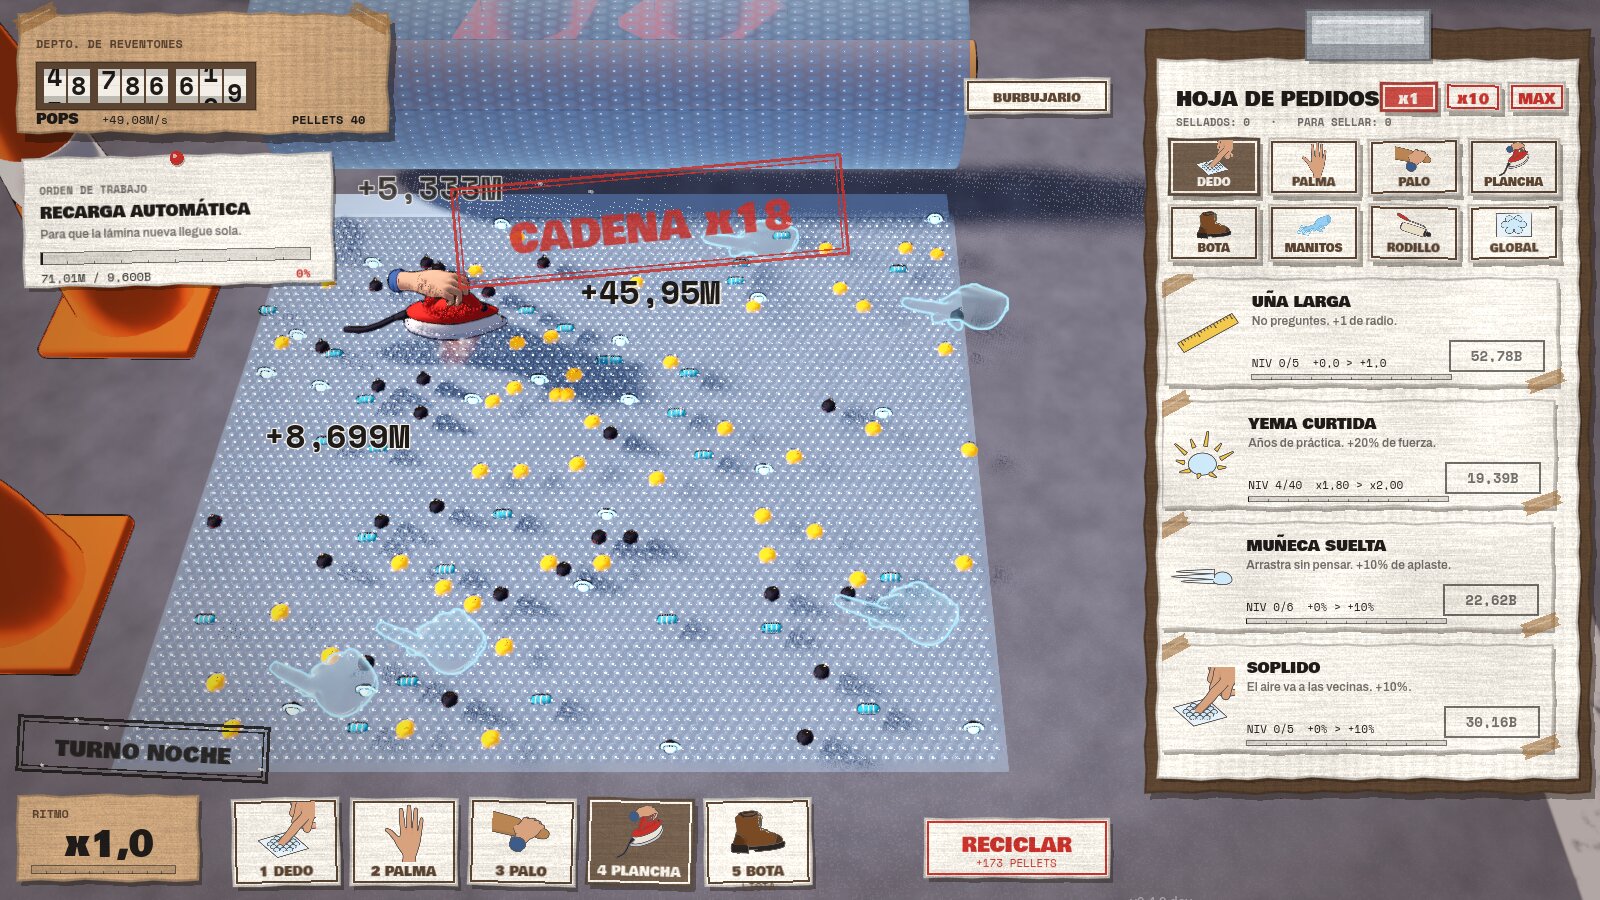 DEPTO. DE REVENTONES
POPS +49,08M/s PELLETS 40
ORDEN DE TRABAJO
RECARGA AUTOMÁTICA
Para que la lámina nueva llegue sola.
71,01M / 9,600B 0%
BURBUJARIO
+5,333M
CADENA x18
+45,95M
+8,699M
TURNO NOCHE
RITMO
x1,0
1 DEDO
2 PALMA
3 PALO
4 PLANCHA
5 BOTA
RECICLAR
+173 PELLETS
HOJA DE PEDIDOS x1 x10 MAX
SELLADOS: 0 · PARA SELLAR: 0
DEDO PALMA PALO PLANCHA
BOTA MANITOS RODILLO GLOBAL
UÑA LARGA
No preguntes. +1 de radio.
NIV 0/5 +0,0 > +1,0
52,78B
YEMA CURTIDA
Años de práctica. +20% de fuerza.
NIV 4/40 x1,80 > x2,00
19,39B
MUÑECA SUELTA
Arrastra sin pensar. +10% de aplaste.
NIV 0/6 +0% > +10%
22,62B
SOPLIDO
El aire va a las vecinas. +10%.
NIV 0/5 +0% > +10%
30,16B